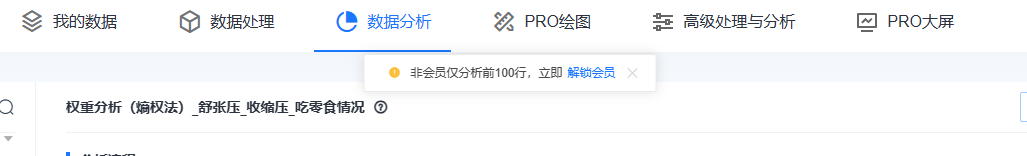 我的数据 数据处理 数据分析 PRO绘图 高级处理与分析 PRO大屏
非会员仅分析前100行，立即 解锁会员
权重分析（熵权法）_舒张压_收缩压_吃零食情况